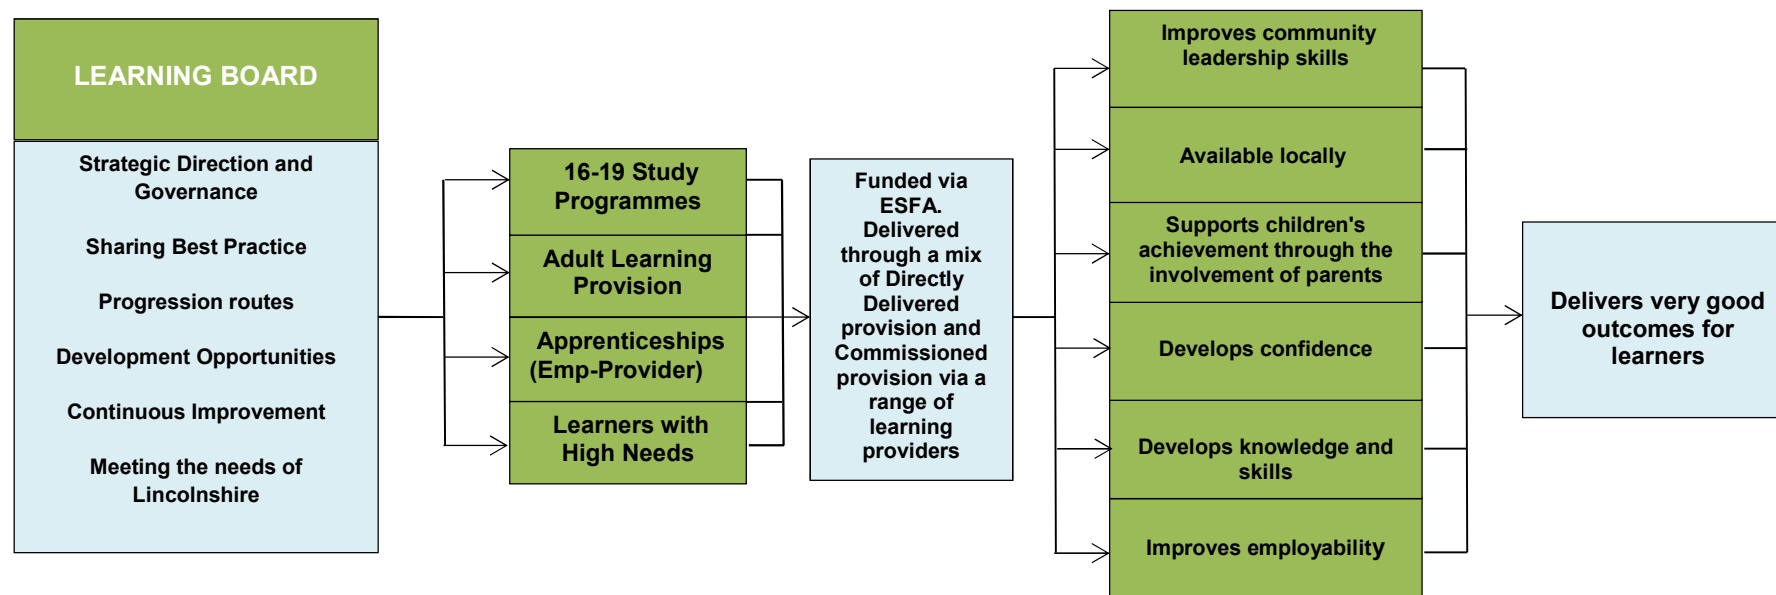 LEARNING BOARD
Strategic Direction and
Governance
Sharing Best Practice
Progression routes
Development Opportunities
Continuous Improvement
Meeting the needs of
Lincolnshire
16-19 Study
Programmes
Adult Learning
Provision
Apprenticeships
(Emp-Provider)
Learners with
High Needs
Funded via
ESFA.
Delivered
through a mix
of Directly
Delivered
provision and
Commissioned
provision via a
range of
learning
providers
Improves community
leadership skills
Available locally
Supports children's
achievement through the
involvement of parents
Develops confidence
Develops knowledge and
skills
Improves employability
Delivers very good
outcomes for
learners